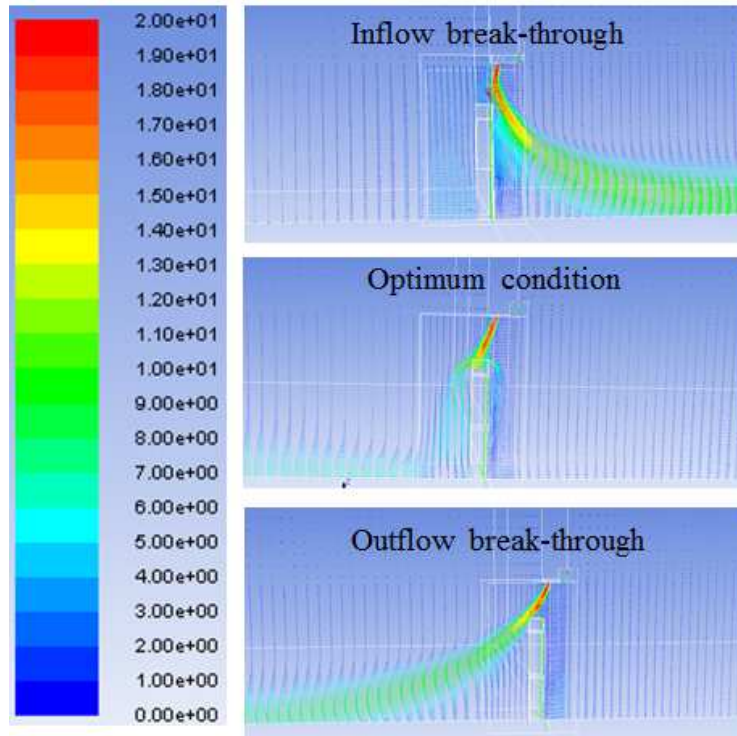 2.00e+01
1.90e+01
1.80e+01
1.70e+01
1.60e+01
1.50e+01
1.40e+01
1.30e+01
1.20e+01
1.10e+01
1.00e+01
9.00e+00
8.00e+00
7.00e+00
6.00e+00
5.00e+00
4.00e+00
3.00e+00
2.00e+00
1.00e+00
0.00e+00
Inflow break-through
Optimum condition
Outflow break-through